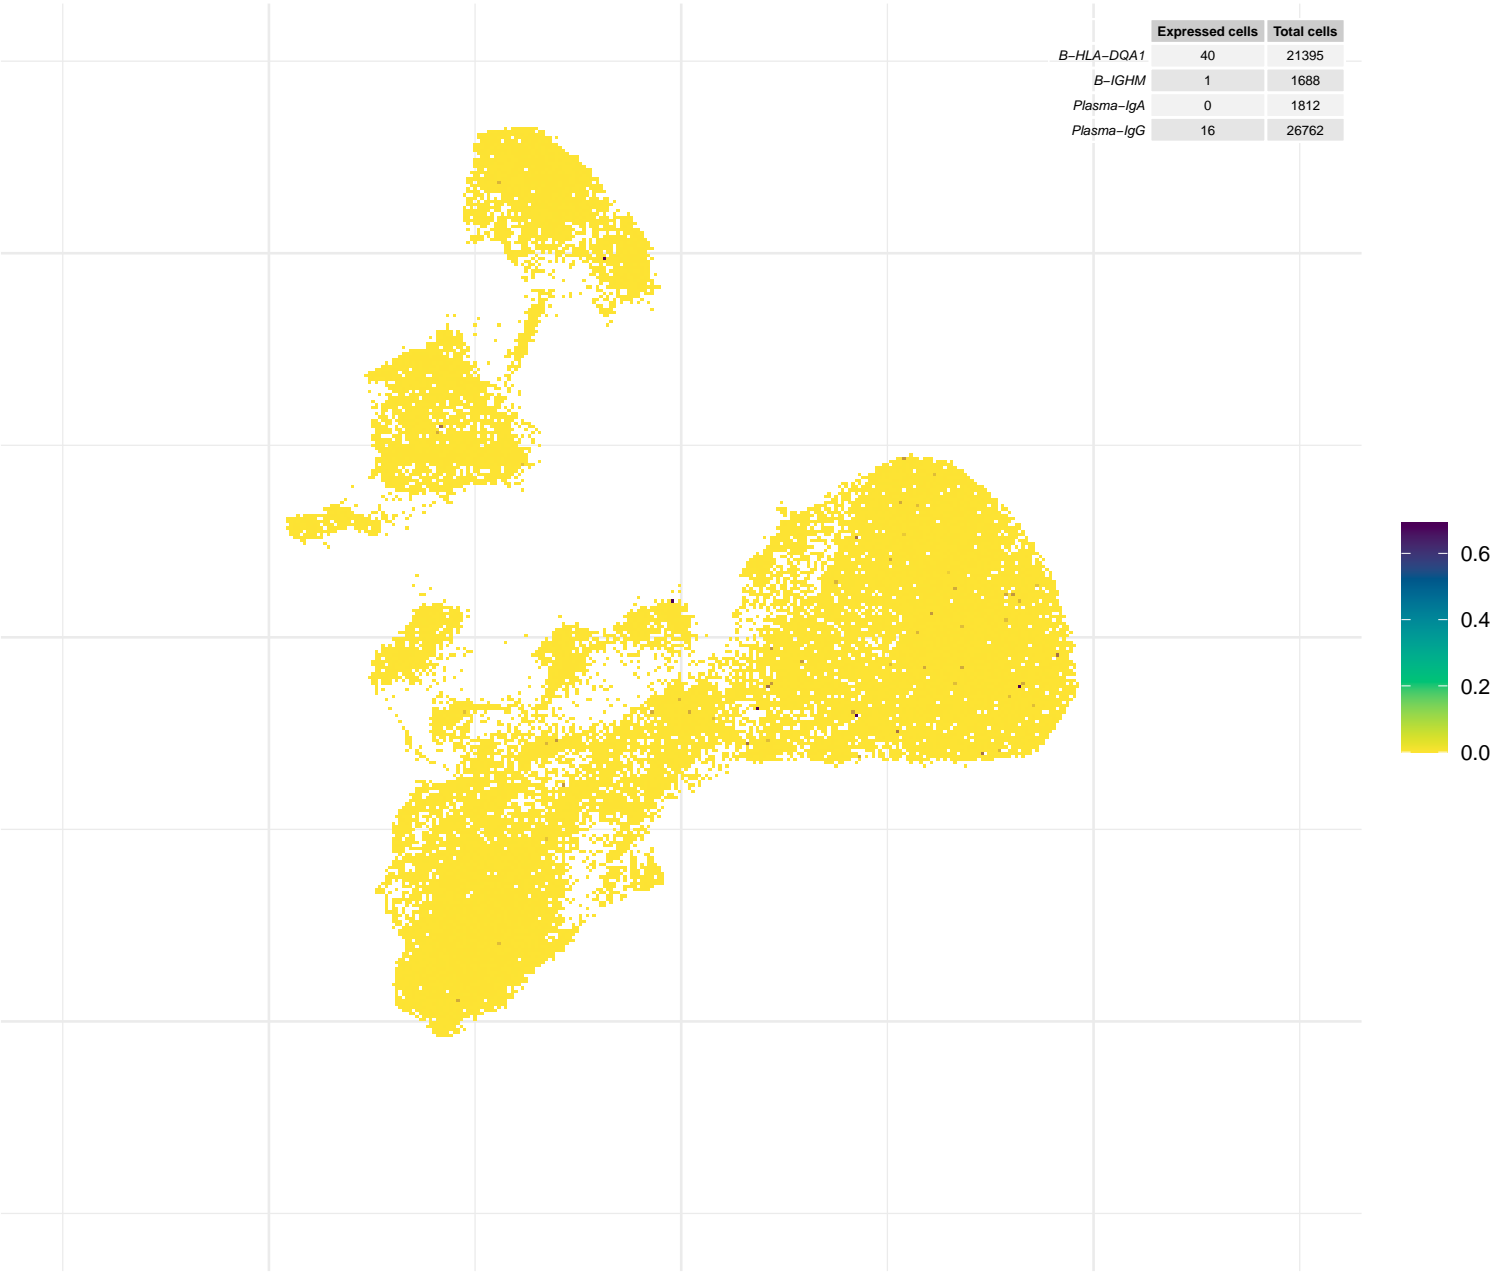 Expressed cells Total cells
B−HLA−DQA1 40 21395
B−IGHM 1 1688
Plasma−IgA 0 1812
Plasma−IgG 16 26762
0.6
0.4
0.2
0.0